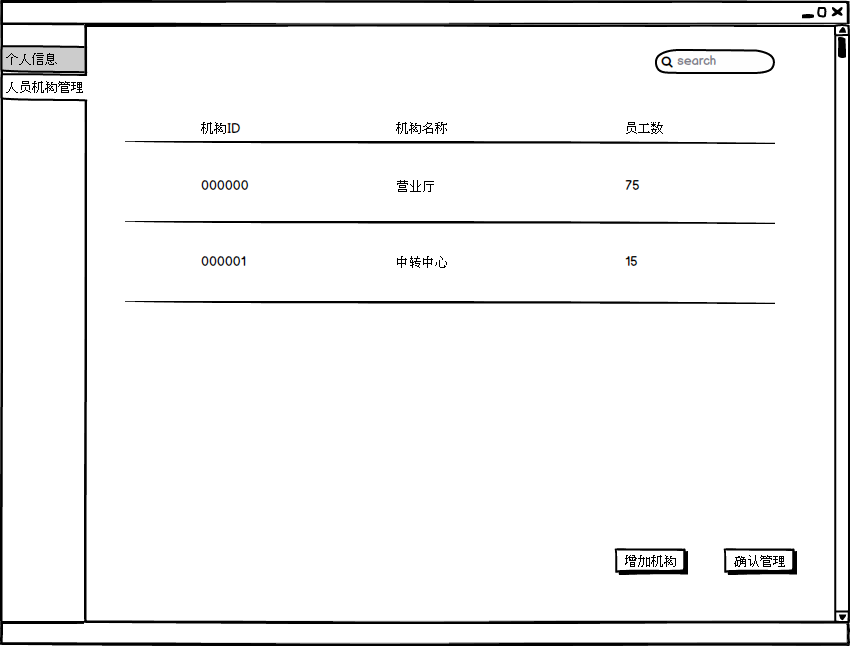 个人信息
人员机构管理
search
机构ID 机构名称 员工数
000000 营业厅 75
000001 中转中心 15
增加机构 确认管理